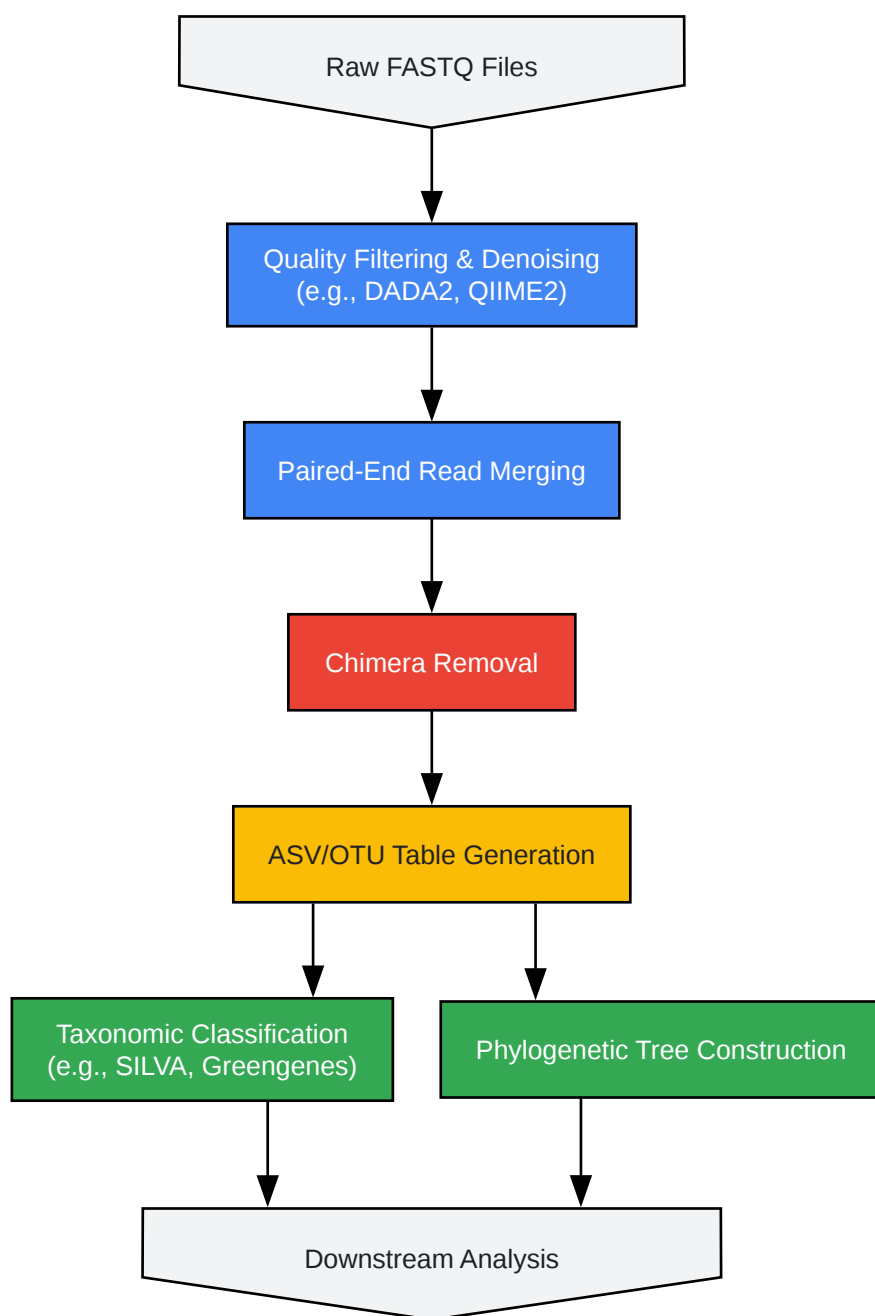 Raw FASTQ Files
Quality Filtering & Denoising
(e.g., DADA2, QIIME2)
Paired-End Read Merging
Chimera Removal
ASV/OTU Table Generation
Taxonomic Classification
(e.g., SILVA, Greengenes)
Phylogenetic Tree Construction
Downstream Analysis